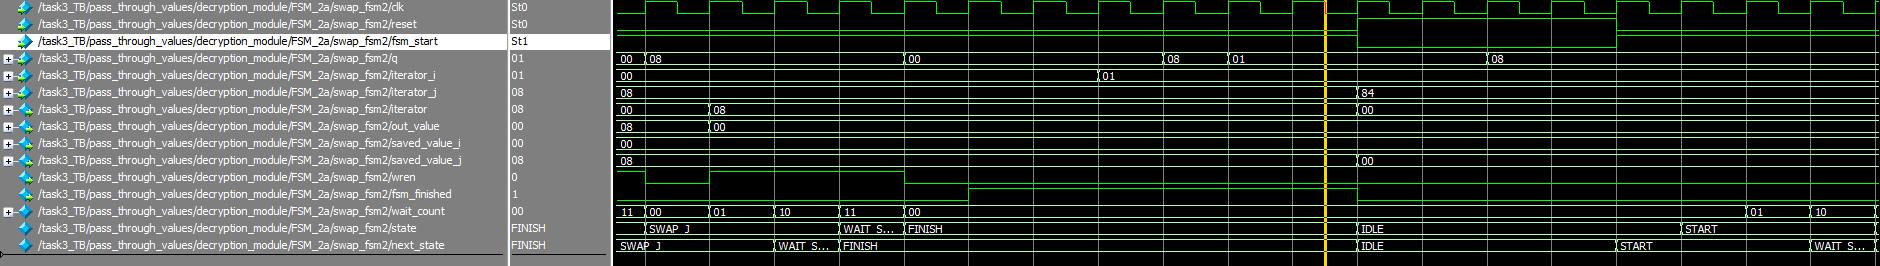 /task3_TB/pass_through_values/decryption_module/FSM_2a/swap_fsm2/clk St0
/task3_TB/pass_through_values/decryption_module/FSM_2a/swap_fsm2/reset St0
/task3_TB/pass_through_values/decryption_module/FSM_2a/swap_fsm2/fsm_start St1
/task3_TB/pass_through_values/decryption_module/FSM_2a/swap_fsm2/q 01 00 08 00 08 01 08
/task3_TB/pass_through_values/decryption_module/FSM_2a/swap_fsm2/iterator_i 01 00 01
/task3_TB/pass_through_values/decryption_module/FSM_2a/swap_fsm2/iterator_j 08 08 84
/task3_TB/pass_through_values/decryption_module/FSM_2a/swap_fsm2/iterator 08 00 08 00
/task3_TB/pass_through_values/decryption_module/FSM_2a/swap_fsm2/out_value 00 08 00
/task3_TB/pass_through_values/decryption_module/FSM_2a/swap_fsm2/saved_value_i 00 00
/task3_TB/pass_through_values/decryption_module/FSM_2a/swap_fsm2/saved_value_j 08 08 00
/task3_TB/pass_through_values/decryption_module/FSM_2a/swap_fsm2/wren 0
/task3_TB/pass_through_values/decryption_module/FSM_2a/swap_fsm2/fsm_finished 1
/task3_TB/pass_through_values/decryption_module/FSM_2a/swap_fsm2/wait_count 00 11 00 01 10 11 00 01 10
/task3_TB/pass_through_values/decryption_module/FSM_2a/swap_fsm2/state FINISH SWAP J WAIT S... FINISH IDLE START
/task3_TB/pass_through_values/decryption_module/FSM_2a/swap_fsm2/next_state FINISH SWAP J WAIT S... FINISH IDLE START WAIT S...